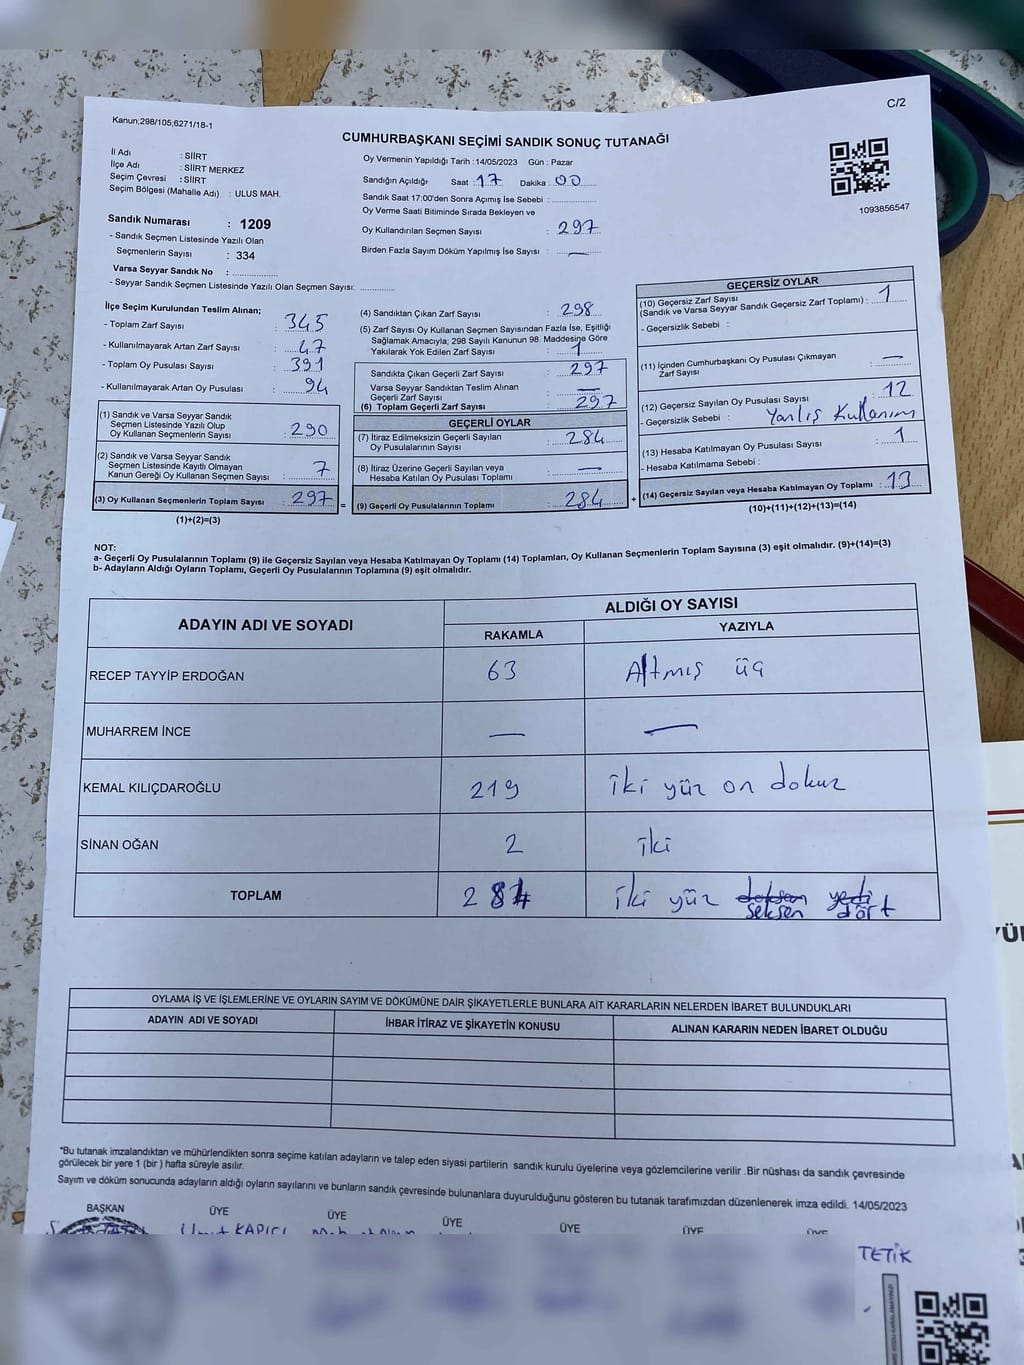 C/2
Kanun;298/105;6271/18-1
CUMHURBAŞKANI SEÇİMİ SANDIK SONUÇ TUTANAĞI
İl Adı : SİİRT
İlçe Adı : SİİRT MERKEZ
Seçim Çevresi : SİİRT
Seçim Bölgesi (Mahalle Adı) : ULUS MAH.
Sandık Numarası : 1209
- Sandık Seçmen Listesinde Yazılı Olan
Seçmenlerin Sayısı : 334
Varsa Seyyar Sandık No :
- Seyyar Sandık Seçmen Listesinde Yazılı Olan Seçmen Sayısı:
Oy Vermenin Yapıldığı Tarih : 14/05/2023 Gün : Pazar
Sandığın Açıldığı Saat : 17 Dakika : 00
Sandık Saat 17:00'den Sonra Açımış İse Sebebi :
Oy Verme Saati Bitiminde Sırada Bekleyen ve
Oy Kullandırılan Seçmen Sayısı : 297
Birden Fazla Sayım Döküm Yapılmış İse Sayısı : —
1093856547
İlçe Seçim Kurulundan Teslim Alınan;
- Toplam Zarf Sayısı : 345
- Kullanılmayarak Artan Zarf Sayısı : 47
- Toplam Oy Pusulası Sayısı : 391
- Kullanılmayarak Artan Oy Pusulası : 94
(1) Sandık ve Varsa Seyyar Sandık
Seçmen Listesinde Yazılı Olup
Oy Kullanan Seçmenlerin Sayısı : 290
(2) Sandık ve Varsa Seyyar Sandık
Seçmen Listesinde Kayıtlı Olmayan
Kanun Gereği Oy Kullanan Seçmen Sayısı : 7
(3) Oy Kullanan Seçmenlerin Toplam Sayısı : 297 =
(1)+(2)=(3)
(4) Sandıktan Çıkan Zarf Sayısı : 298
(5) Zarf Sayısı Oy Kullanan Seçmen Sayısından Fazla İse, Eşitliği
Sağlamak Amacıyla; 298 Sayılı Kanunun 98. Maddesine Göre
Yakılarak Yok Edilen Zarf Sayısı : 1
Sandıkta Çıkan Geçerli Zarf Sayısı : 297
Varsa Seyyar Sandıktan Teslim Alınan
Geçerli Zarf Sayısı : —
(6) Toplam Geçerli Zarf Sayısı : 297
GEÇERLİ OYLAR
(7) İtiraz Edilmeksizin Geçerli Sayılan
Oy Pusulalarının Sayısı : 284
(8) İtiraz Üzerine Geçerli Sayılan veya
Hesaba Katılan Oy Pusulası Toplamı : —
(9) Geçerli Oy Pusulalarının Toplamı : 284 +
GEÇERSİZ OYLAR
(10) Geçersiz Zarf Sayısı
(Sandık ve Varsa Seyyar Sandık Geçersiz Zarf Toplamı) : 1
- Geçersizlik Sebebi :
(11) İçinden Cumhurbaşkanı Oy Pusulası Çıkmayan
Zarf Sayısı : —
(12) Geçersiz Sayılan Oy Pusulası Sayısı : 12
- Geçersizlik Sebebi : Yanlış Kullanım
(13) Hesaba Katılmayan Oy Pusulası Sayısı : 1
- Hesaba Katılmama Sebebi :
(14) Geçersiz Sayılan veya Hesaba Katılmayan Oy Toplamı : 13
(10)+(11)+(12)+(13)=(14)
NOT:
a- Geçerli Oy Pusulalarının Toplamı (9) ile Geçersiz Sayılan veya Hesaba Katılmayan Oy Toplamı (14) Toplamları, Oy Kullanan Seçmenlerin Toplam Sayısına (3) eşit olmalıdır. (9)+(14)=(3)
b- Adayların Aldığı Oyların Toplamı, Geçerli Oy Pusulalarının Toplamına (9) eşit olmalıdır.
ADAYIN ADI VE SOYADI
ALDIĞI OY SAYISI
RAKAMLA YAZIYLA
RECEP TAYYİP ERDOĞAN 63 Altmış üç
MUHARREM İNCE — —
KEMAL KILIÇDAROĞLU 219 iki yüz on dokuz
SİNAN OĞAN 2 iki
TOPLAM 284 iki yüz doksan yedi
seksen dört
OYLAMA İŞ VE İŞLEMLERİNE VE OYLARIN SAYIM VE DÖKÜMÜNE DAİR ŞİKAYETLERLE BUNLARA AİT KARARLARIN NELERDEN İBARET BULUNDUKLARI
ADAYIN ADI VE SOYADI İHBAR İTİRAZ VE ŞİKAYETİN KONUSU ALINAN KARARIN NEDEN İBARET OLDUĞU
*Bu tutanak imzalandıktan ve mühürlendikten sonra seçime katılan adayların ve talep eden siyasi partilerin sandık kurulu üyelerine veya gözlemcilerine verilir .Bir nüshası da sandık çevresinde
görülecek bir yere 1 (bir ) hafta süreyle asılır.
Sayım ve döküm sonucunda adayların aldığı oyların sayılarını ve bunların sandık çevresinde bulunanlara duyurulduğunu gösteren bu tutanak tarafımızdan düzenlenerek imza edildi. 14/05/2023
BAŞKAN ÜYE ÜYE ÜYE ÜYE ÜYE ÜYE
KAPICI
TETİK